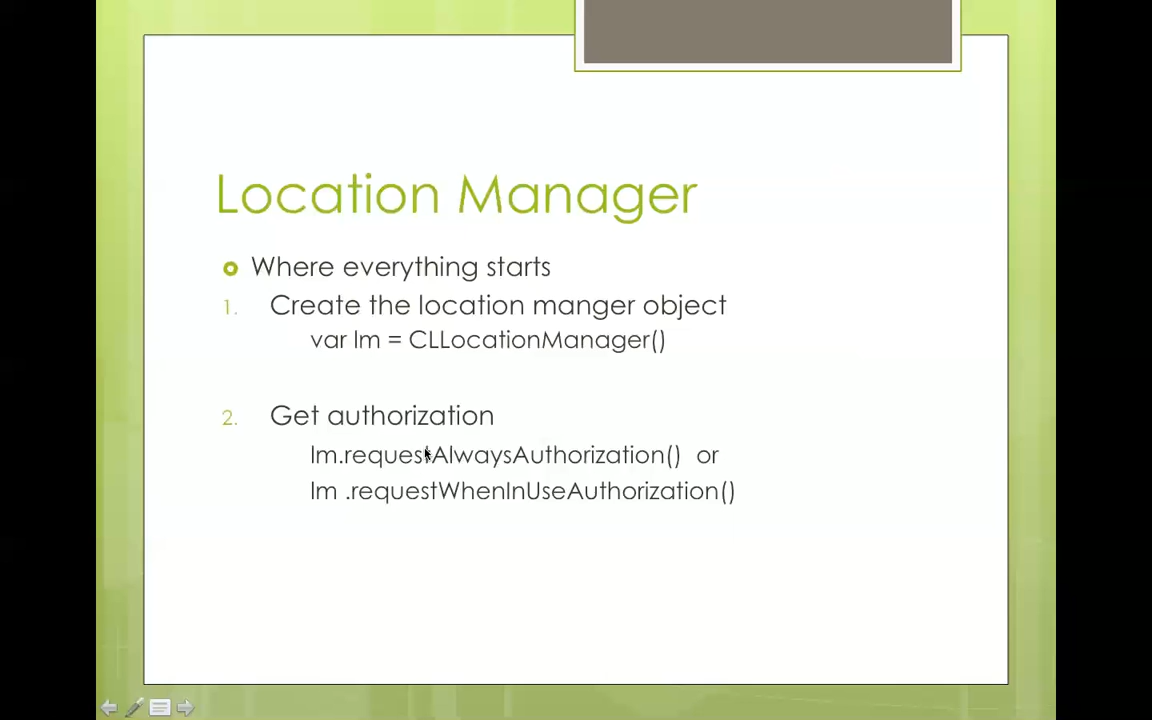 Location Manager
Where everything starts
1. Create the location manger object
var lm = CLLocationManager()
2. Get authorization
lm.requestAlwaysAuthorization() or
lm .requestWhenInUseAuthorization()